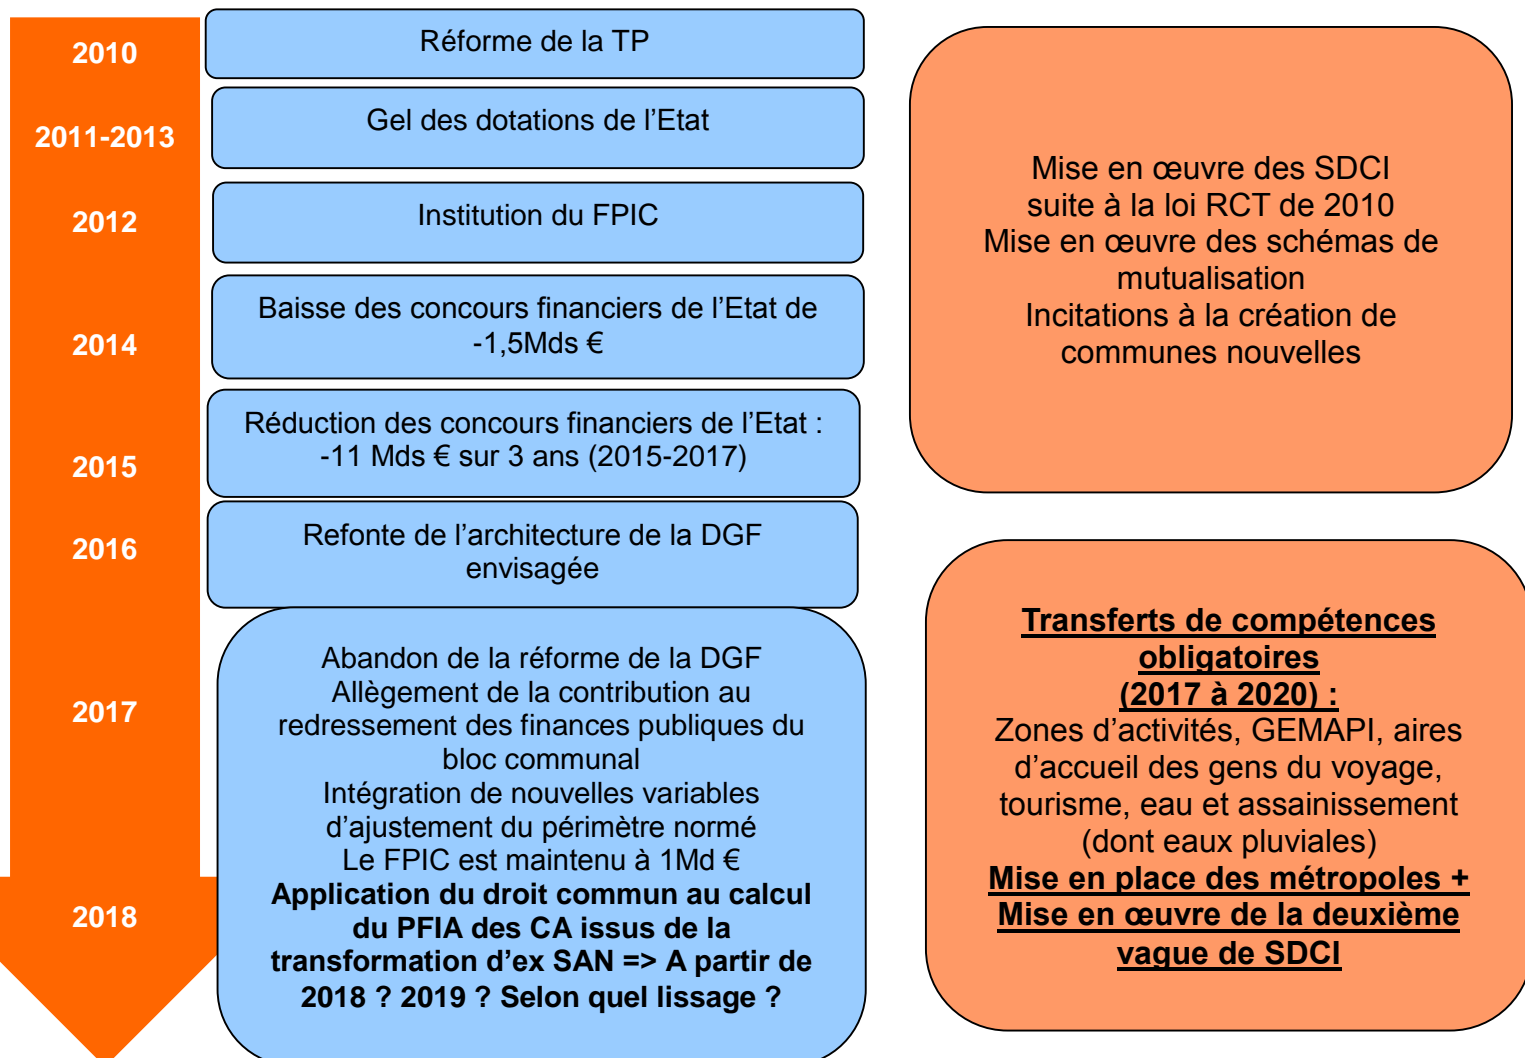 2010
Réforme de la TP
2011-2013
Gel des dotations de l’Etat
2012
Institution du FPIC
2014
Baisse des concours financiers de l’Etat de
-1,5Mds €
2015
Réduction des concours financiers de l’Etat :
-11 Mds € sur 3 ans (2015-2017)
2016
Refonte de l’architecture de la DGF
envisagée
2017
Abandon de la réforme de la DGF
Allègement de la contribution au
redressement des finances publiques du
bloc communal
Intégration de nouvelles variables
d’ajustement du périmètre normé
Le FPIC est maintenu à 1Md €
2018
Application du droit commun au calcul
du PFIA des CA issus de la
transformation d’ex SAN => A partir de
2018 ? 2019 ? Selon quel lissage ?
Mise en œuvre des SDCI
suite à la loi RCT de 2010
Mise en œuvre des schémas de
mutualisation
Incitations à la création de
communes nouvelles
Transferts de compétences
obligatoires
(2017 à 2020) :
Zones d’activités, GEMAPI, aires
d’accueil des gens du voyage,
tourisme, eau et assainissement
(dont eaux pluviales)
Mise en place des métropoles +
Mise en œuvre de la deuxième
vague de SDCI